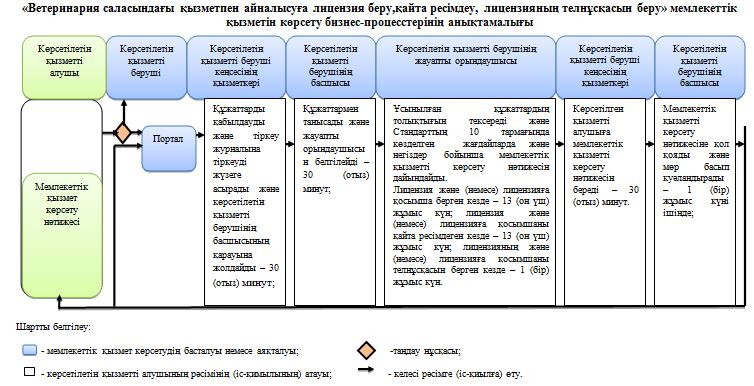 «Ветеринария саласындағы қызметпен айналысуға лицензия беру,қайта ресімдеу, лицензияның телнұсқасын беру» мемлекеттік
қызметін көрсету бизнес-процесстерінің анықтамалығы
Көрсетілетін
қызметті
алушы
Көрсетілетін
қызметті
беруші
Көрсетілетін
қызметті беруші
кеңсесінің
қызметкері
Көрсетілетін
қызметті
берушінің
басшысы
Көрсетілетін қызметті берушінің
жауапты орындаушысы
Көрсетілетін
қызметті беруші
кеңесінің
қызметкері
Көрсетілетін
қызметті
берушінің
басшысы
Мемлекеттік
қызмет
көрсету
нәтижесі
Портал
Құжаттарды
қабылдауды
және тіркеу
журналына
тіркеуді
жүзеге
асырады және
көрсетілетін
қызметті
берушінің
басшысының
қарауына
жолдайды – 30
(отыз) минут;
Құжаттармен
танысады және
жауапты
орындаушысы
н белгілейді –
30 (отыз)
минут;
Ұсынылған құжаттардың
толықтығын тексереді және
Стандарттың 10 тармағында
көзделген жағдайларда және
негіздер бойынша мемлекеттік
қызметті көрсету нәтижесін
дайындайды.
Лицензия және (немесе) лицензияға
қосымша берген кезде – 13 (он үш)
жұмыс күн; лицензия және
(немесе) лицензияға қосымшаны
қайта ресімдеген кезде – 13 (он үш)
жұмыс күн; лицензияның және
(немесе) лицензияға қосымшаны
телнұсқасын берген кезде – 1 (бір)
жұмыс күн.
Көрсетілген
қызметті
алушыға
мемлекеттік
қызметті
көрсету
нәтижесін
береді – 30
(отыз) минут.
Мемлекеттік
қызметті
көрсету
нәтижесіне қол
қояды және
мөр басып
куәландырады
– 1 (бір)
жұмыс күні
ішінде;
Шартты белгілеу:
- мемлекеттік қызмет көрсетудің басталуы немесе аяқталуы;
-таңдау нұсқасы;
- көрсетілетін қызметті алушының рәсімінің (іс-қимылының) атауы;
- келесі рәсімге (іс-қиылға) өту.